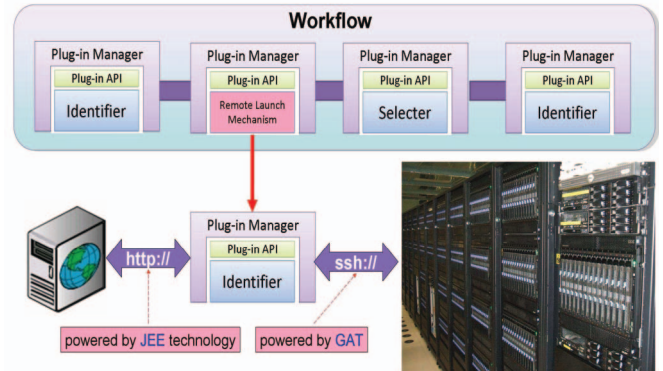 Workflow
Plug-in Manager
Plug-in API
Identifier
Plug-in Manager
Plug-in API
Remote Launch
Mechanism
Plug-in Manager
Plug-in API
Selecter
Plug-in Manager
Plug-in API
Identifier
Plug-in Manager
Plug-in API
Identifier
http://
ssh://
powered by JEE technology
powered by GAT